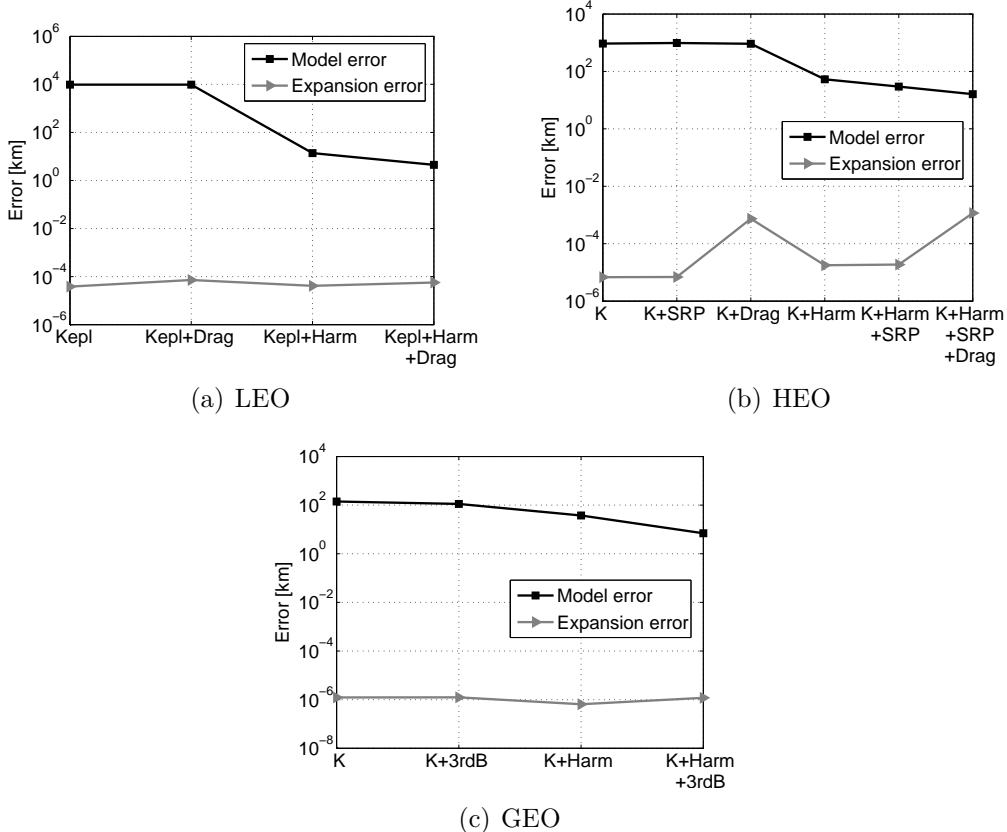 10^6
10^4
10^2
10^0
10^−2
10^−4
10^−6
Error [km]
Model error
Expansion error
Kepl
Kepl+Drag
Kepl+Harm
Kepl+Harm
+Drag
(a) LEO
10^4
10^2
10^0
10^−2
10^−4
10^−6
Error [km]
Model error
Expansion error
K
K+SRP
K+Drag
K+Harm
K+Harm
+SRP
K+Harm
+SRP
+Drag
(b) HEO
10^4
10^2
10^0
10^−2
10^−4
10^−6
10^−8
Error [km]
Model error
Expansion error
K
K+3rdB
K+Harm
K+Harm
+3rdB
(c) GEO